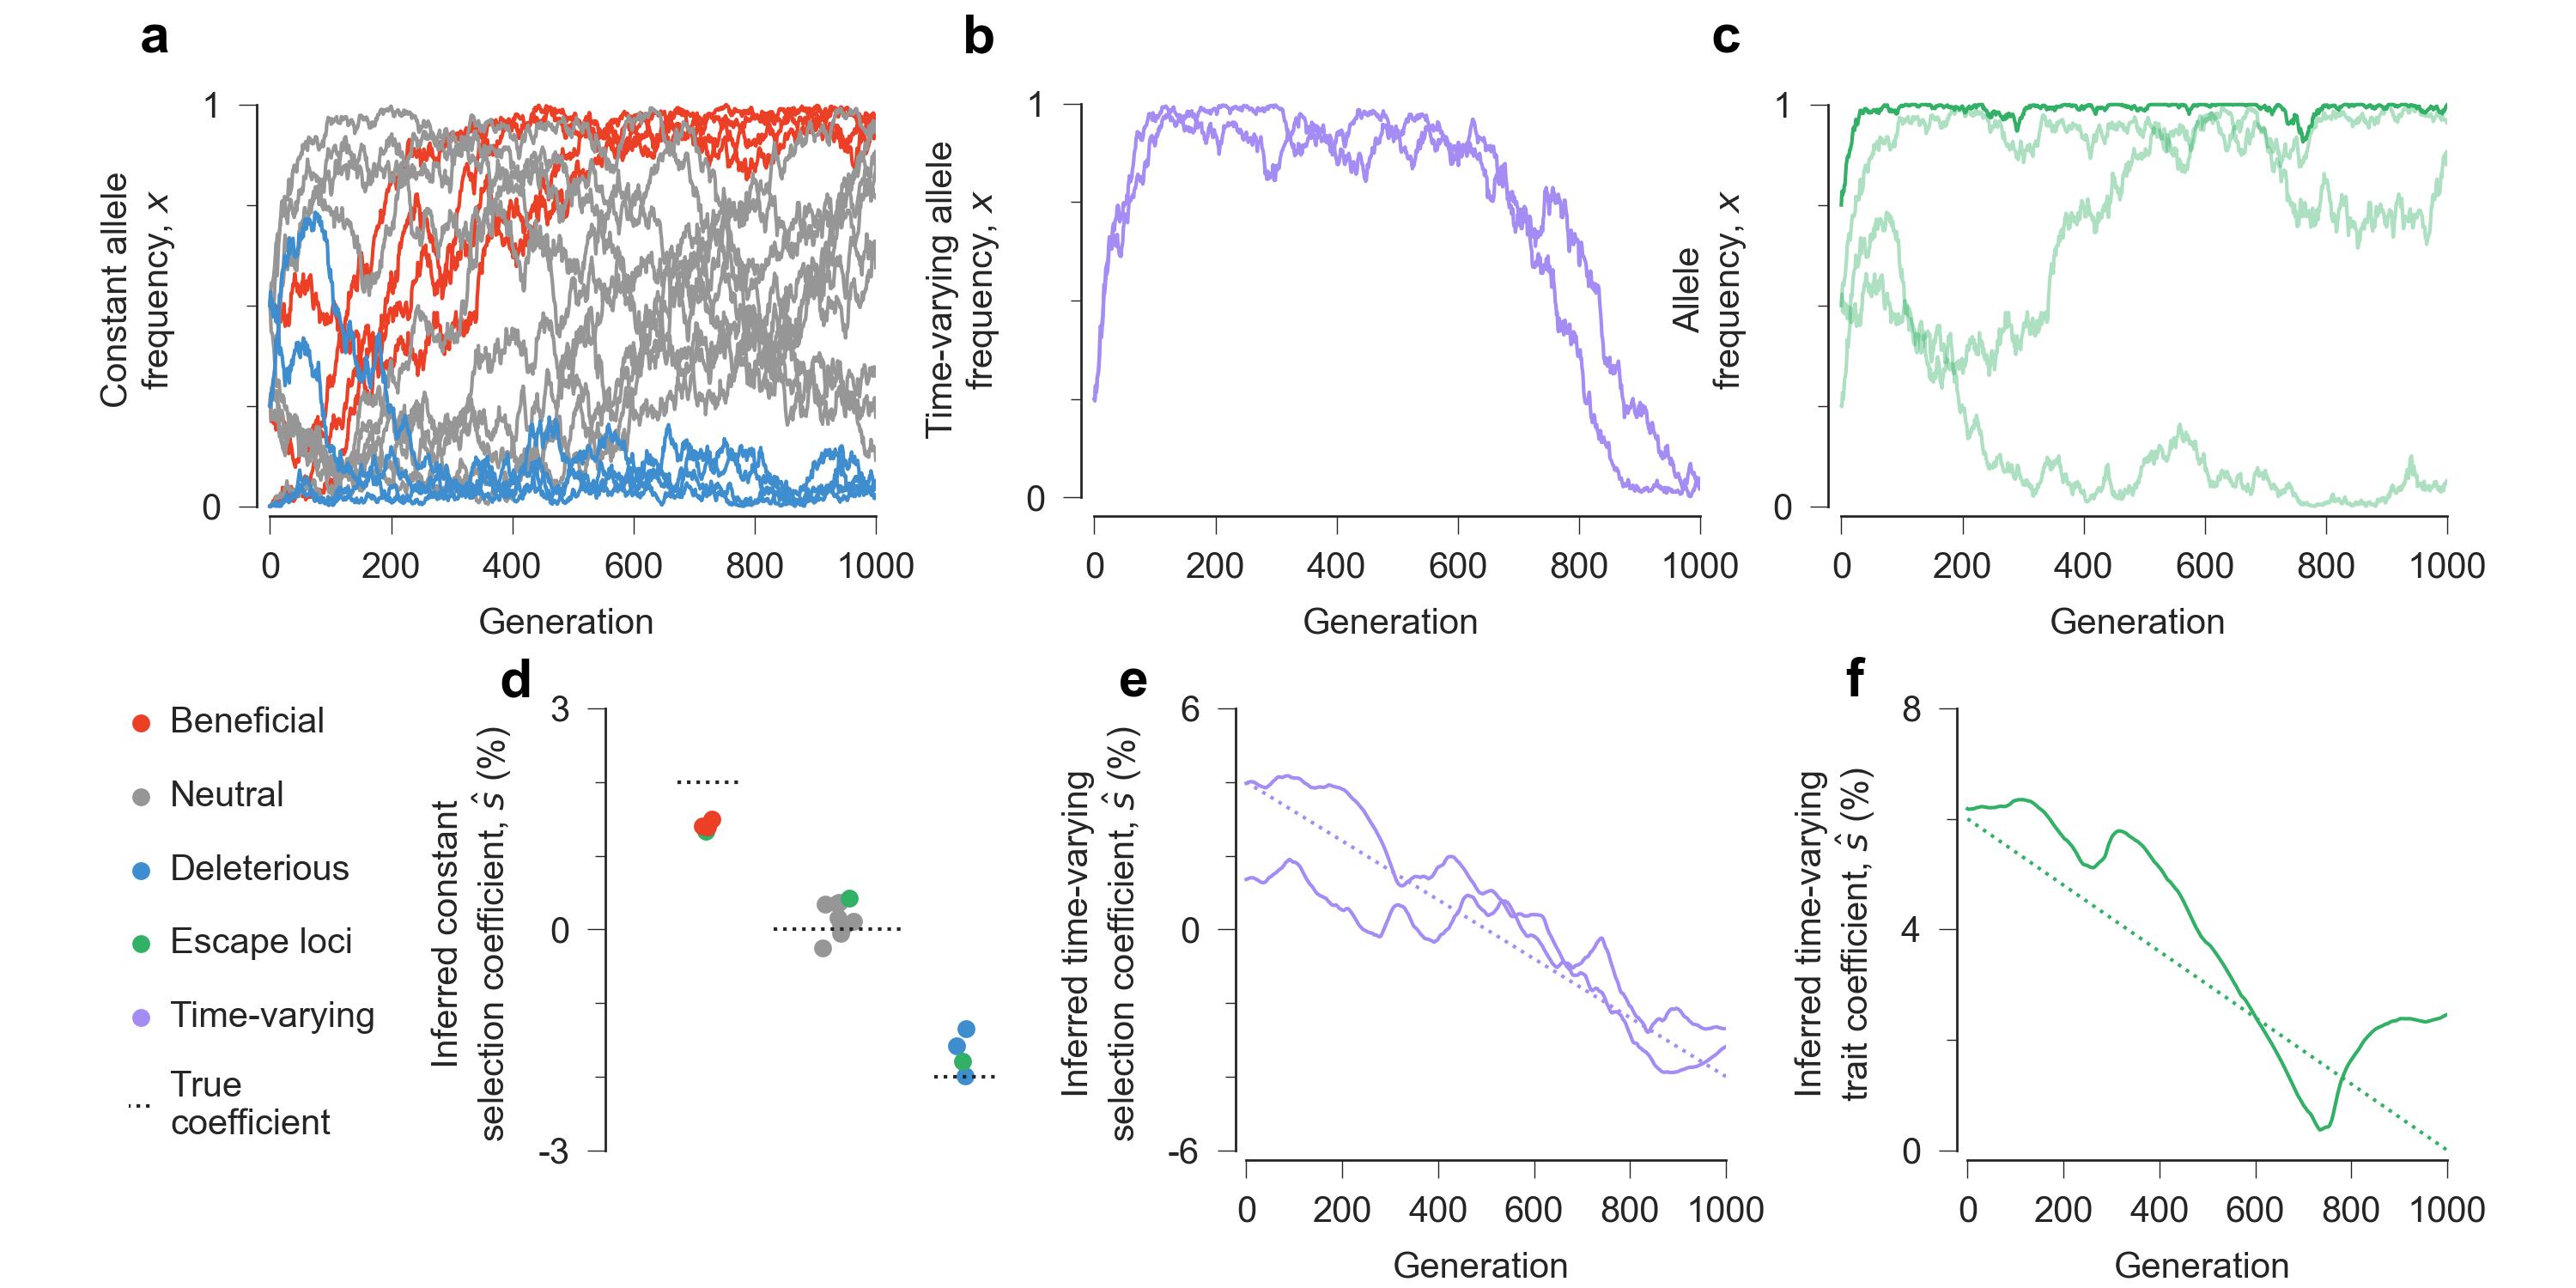 a
1
0
Constant allele
frequency, x
0 200 400 600 800 1000
Generation
b
1
0
Time-varying allele
frequency, x
0 200 400 600 800 1000
Generation
c
1
0
Allele
frequency, x
0 200 400 600 800 1000
Generation
Beneficial
Neutral
Deleterious
Escape loci
Time-varying
True
coefficient
d
3
0
-3
Inferred constant
selection coefficient, ŝ (%)
e
6
0
-6
Inferred time-varying
selection coefficient, ŝ (%)
0 200 400 600 800 1000
Generation
f
8
4
0
Inferred time-varying
trait coefficient, ŝ (%)
0 200 400 600 800 1000
Generation